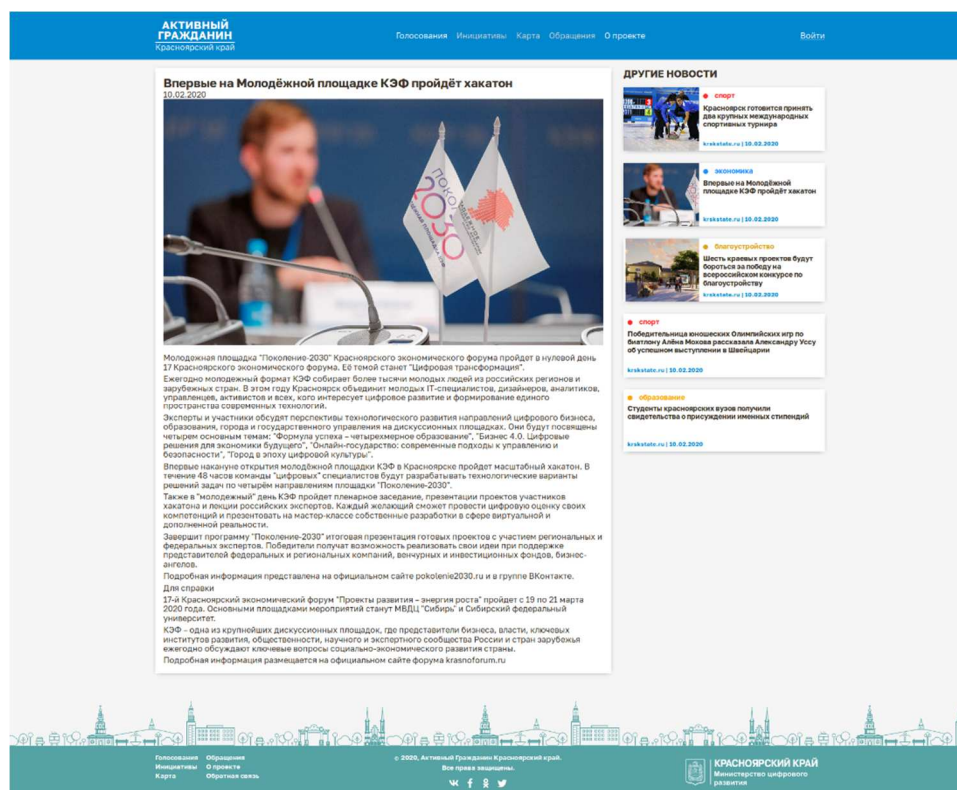 АКТИВНЫЙ
ГРАЖДАНИН
Красноярский край
Голосования Инициативы Карта Обращения О проекте
Войти
Впервые на Молодёжной площадке КЭФ пройдёт хакатон
10.02.2020
ПОКОЛЕНИЕ
2030
Молодежная площадка "Поколение-2030" Красноярского экономического форума пройдет в нулевой день
17 Красноярского экономического форума. Её темой станет "Цифровая трансформация".
Ежегодно молодежный формат КЭФ собирает более тысячи молодых людей из российских регионов и
зарубежных стран. В этом году Красноярск объединит молодых IT-специалистов, дизайнеров, аналитиков,
управленцев, активистов и всех, кого интересует цифровое развитие и формирование единого
пространства современных технологий.
Эксперты и участники обсудят перспективы технологического развития направлений цифрового бизнеса,
образования, города и государственного управления на дискуссионных площадках. Они будут посвящены
четырем основным темам: "Формула успеха – четырехмерное образование", "Бизнес 4.0. Цифровые
решения для экономики будущего", "Онлайн-государство: современные подходы к управлению и
безопасности", "Город в эпоху цифровой культуры".
Впервые накануне открытия молодёжной площадки КЭФ в Красноярске пройдет масштабный хакатон. В
течение 48 часов команды "цифровых" специалистов будут разрабатывать технологические варианты
решений задач по четырём направлениям площадки "Поколение-2030".
Также в "молодежный" день КЭФ пройдет пленарное заседание, презентации проектов участников
хакатона и лекции российских экспертов. Каждый желающий сможет провести цифровую оценку своих
компетенций и презентовать на мастер-классе собственные разработки в сфере виртуальной и
дополненной реальности.
Завершит программу "Поколение-2030" итоговая презентация готовых проектов с участием региональных и
федеральных экспертов. Победители получат возможность реализовать свои идеи при поддержке
представителей федеральных и региональных компаний, венчурных и инвестиционных фондов, бизнес-
ангелов.
Подробная информация представлена на официальном сайте pokolenie2030.ru и в группе ВКонтакте.
Для справки
17-й Красноярский экономический форум "Проекты развития – энергия роста" пройдет с 19 по 21 марта
2020 года. Основными площадками мероприятий станут МВДЦ "Сибирь" и Сибирский федеральный
университет.
КЭФ – одна из крупнейших дискуссионных площадок, где представители бизнеса, власти, ключевых
институтов развития, общественности, научного и экспертного сообщества России и стран зарубежья
ежегодно обсуждают ключевые вопросы социально-экономического развития страны.
Подробная информация размещается на официальном сайте форума krasnoforum.ru
ДРУГИЕ НОВОСТИ
спорт
Красноярск готовится принять
два крупных международных
спортивных турнира
krskstate.ru | 10.02.2020
экономика
Впервые на Молодёжной
площадке КЭФ пройдёт хакатон
krskstate.ru | 10.02.2020
благоустройство
Шесть краевых проектов будут
бороться за победу на
всероссийском конкурсе по
благоустройству
krskstate.ru | 10.02.2020
спорт
Победительница юношеских Олимпийских игр по
биатлону Алёна Мохова рассказала Александру Уссу
об успешном выступлении в Швейцарии
krskstate.ru | 10.02.2020
образование
Студенты красноярских вузов получили
свидетельства о присуждении именных стипендий
krskstate.ru | 10.02.2020
Голосования Обращения
Инициативы О проекте
Карта Обратная связь
© 2020, Активный Гражданин Красноярский край.
Все права защищены.
КРАСНОЯРСКИЙ КРАЙ
Министерство цифрового
развития